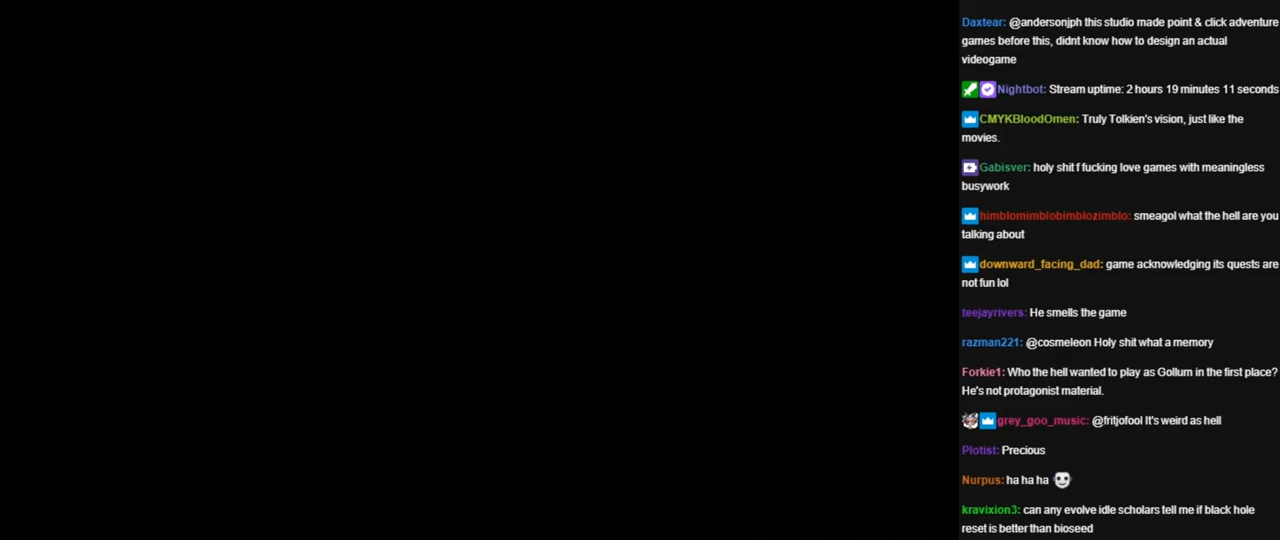 Daxtear: @andersonjph this studio made point & click adventure
games before this, didnt know how to design an actual
videogame
Nightbot: Stream uptime: 2 hours 19 minutes 11 seconds
CMYKBloodOmen: Truly Tolkien's vision, just like the
movies.
Gabisver: holy shit f fucking love games with meaningless
busywork
himblomimblobimblozimblo: smeagol what the hell are you
talking about
downward_facing_dad: game acknowledging its quests are
not fun lol
teejayrivers: He smells the game
razman221: @cosmeleon Holy shit what a memory
Forkie1: Who the hell wanted to play as Gollum in the first place?
He's not protagonist material.
grey_goo_music: @fritjofool It's weird as hell
Plotist: Precious
Nurpus: ha ha ha
kravixion3: can any evolve idle scholars tell me if black hole
reset is better than bioseed